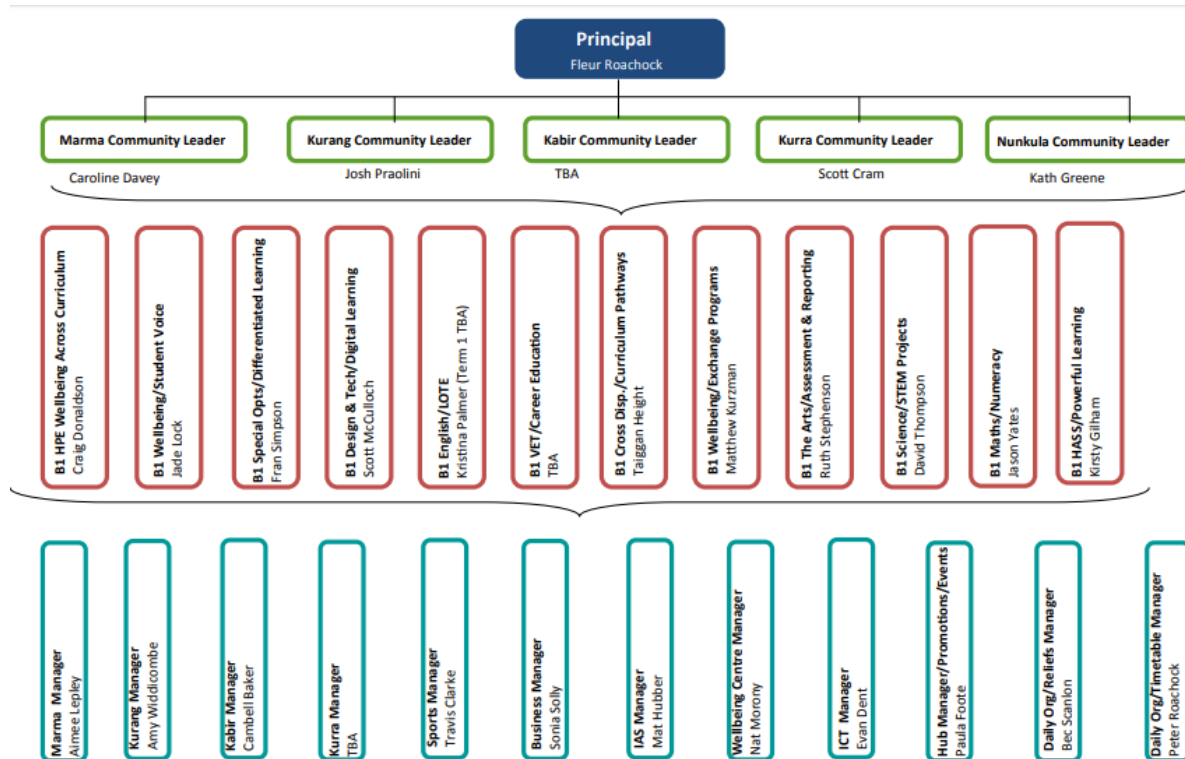 Principal
Fleur Roachock
Marma Community Leader
Kurang Community Leader
Kabir Community Leader
Kurra Community Leader
Nunkula Community Leader
Caroline Davey
Josh Praolini
TBA
Scott Cram
Kath Greene
B1 HPE Wellbeing Across Curriculum
Craig Donaldson
B1 Wellbeing/Student Voice
Jade Lock
B1 Special Opts/Differentiated Learning
Fran Simpson
B1 Design & Tech/Digital Learning
Scott McCulloch
B1 English/LOTE
Kristina Palmer (Term 1 TBA)
B1 VET/Career Education
TBA
B1 Cross Disp./Curriculum Pathways
Taiggan Height
B1 Wellbeing/Exchange Programs
Matthew Kurzman
B1 The Arts/Assessment & Reporting
Ruth Stephenson
B1 Science/STEM Projects
David Thompson
B1 Maths/Numeracy
Jason Yates
B1 HASS/Powerful Learning
Kirsty Gilham
Marma Manager
Aimee Lepley
Kurang Manager
Amy Widdicombe
Kabir Manager
Cambell Baker
Kurra Manager
TBA
Sports Manager
Travis Clarke
Business Manager
Sonia Solly
IAS Manager
Mat Hubber
Wellbeing Centre Manager
Nat Morony
ICT Manager
Evan Dent
Hub Manager/Promotions/Events
Paula Foote
Daily Org/Reliefs Manager
Bec Scanlon
Daily Org/Timetable Manager
Peter Roachock